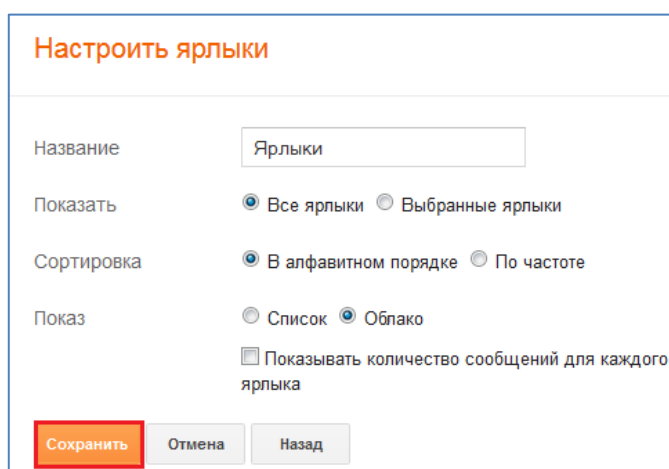 Настроить ярлыки
Название Ярлыки
Показать Все ярлыки Выбранные ярлыки
Сортировка В алфавитном порядке По частоте
Показ Список Облако
Показывать количество сообщений для каждого
ярлыка
Сохранить Отмена Назад